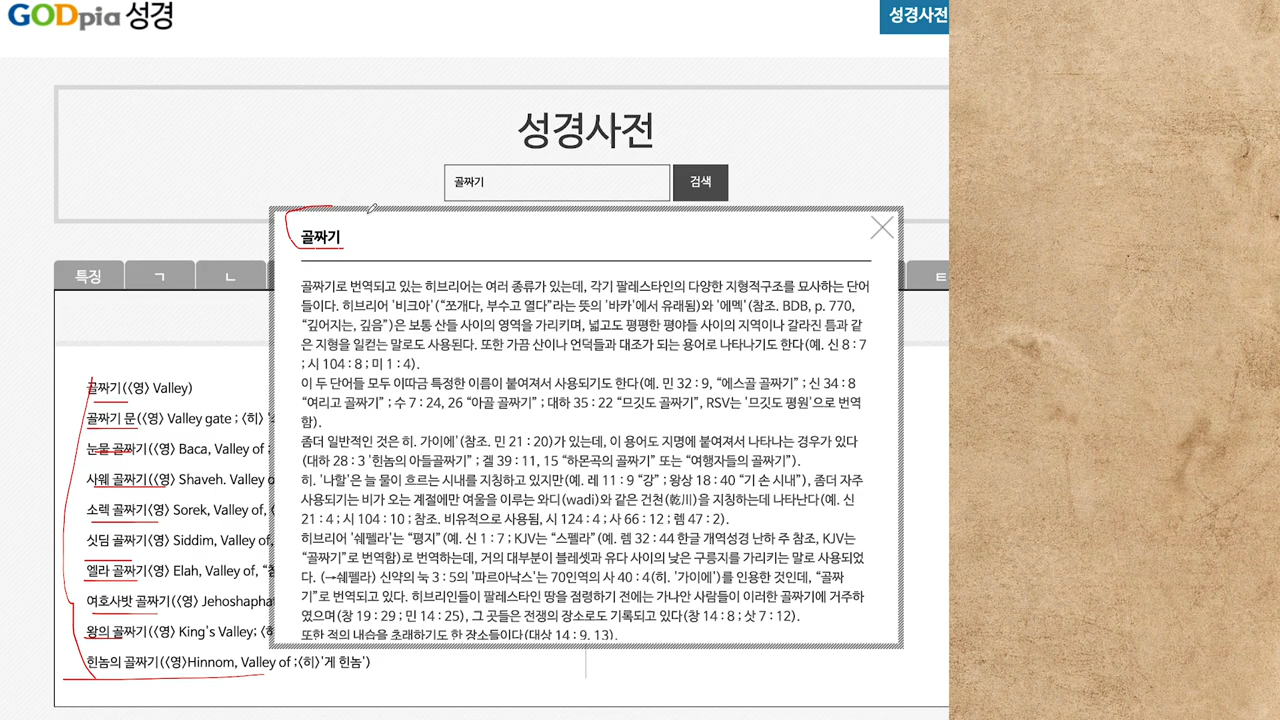 GODpia 성경
성경사전
성경사전
골짜기
검색
특징
ㄱ
ㄴ
ㅌ
골짜기
골짜기로 번역되고 있는 히브리어는 여러 종류가 있는데, 각기 팔레스타인의 다양한 지형적구조를 묘사하는 단어
들이다. 히브리어 '비크아'(“쪼개다, 부수고 열다”라는 뜻의 '바카'에서 유래됨)와 '에멕'(참조. BDB, p. 770,
“깊어지는, 깊음”)은 보통 산들 사이의 영역을 가리키며, 넓고도 평평한 평야들 사이의 지역이나 갈라진 틈과 같
은 지형을 일컫는 말로도 사용된다. 또한 가끔 산이나 언덕들과 대조가 되는 용어로 나타나기도 한다(예. 신 8 : 7
; 시 104 : 8 ; 미 1 : 4).
이 두 단어들 모두 이따금 특정한 이름이 붙여져서 사용되기도 한다(예. 민 32 : 9, “에스골 골짜기” ; 신 34 : 8
“여리고 골짜기” ; 수 7 : 24, 26 “아골 골짜기” ; 대하 35 : 22 “므깃도 골짜기”, RSV는 '므깃도 평원'으로 번역
함).
좀더 일반적인 것은 히. 가이에'(참조. 민 21 : 20)가 있는데, 이 용어도 지명에 붙여져서 나타나는 경우가 있다
(대하 28 : 3 '힌놈의 아들골짜기” ; 겔 39 : 11, 15 “하몬곡의 골짜기” 또는 “여행자들의 골짜기”).
히. '나할'은 늘 물이 흐르는 시내를 지칭하고 있지만(예. 레 11 : 9 “강” ; 왕상 18 : 40 “기 손 시내”), 좀더 자주
사용되기는 비가 오는 계절에만 여울을 이루는 와디(wadi)와 같은 건천(乾川)을 지칭하는데 나타난다(예. 신
21 : 4 ; 시 104 : 10 ; 참조. 비유적으로 사용됨, 시 124 : 4 ; 사 66 : 12 ; 렘 47 : 2).
히브리어 '쉐펠라'는 “평지”(예. 신 1 : 7 ; KJV는 “스펠라”(예. 렘 32 : 44 한글 개역성경 난하 주 참조, KJV는
“골짜기”로 번역함)로 번역하는데, 거의 대부분이 블레셋과 유다 사이의 낮은 구릉지를 가리키는 말로 사용되었
다. (→쉐펠라) 신약의 눅 3 : 5의 '파르아낙스'는 70인역의 사 40 : 4(히. '가이에')를 인용한 것인데, “골짜
기”로 번역되고 있다. 히브리인들이 팔레스타인 땅을 점령하기 전에는 가나안 사람들이 이러한 골짜기에 거주하
였으며(창 19 : 29 ; 민 14 : 25), 그 곳들은 전쟁의 장소로도 기록되고 있다(창 14 : 8 ; 삿 7 : 12).
또한 적의 내습을 초래하기도 한 장소들이다(대상 14 : 9, 13).
골짜기(〈영〉 Valley)
골짜기 문(〈영〉 Valley gate ; 〈히〉
눈물 골짜기(〈영〉 Baca, Valley of ;
사웨 골짜기(〈영〉 Shaveh. Valley o
소렉 골짜기〈영〉 Sorek, Valley of,
싯딤 골짜기〈영〉 Siddim, Valley of,
엘라 골짜기〈영〉 Elah, Valley of,
여호사밧 골짜기(〈영〉 Jehoshapha
왕의 골짜기(〈영〉 King's Valley;
힌놈의 골짜기(〈영〉Hinnom, Valley of ;〈히〉'게 힌놈')